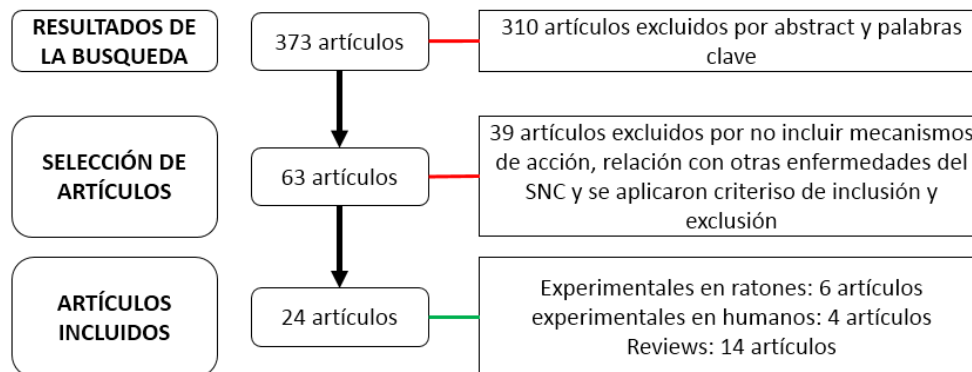 RESULTADOS DE
LA BUSQUEDA
373 artículos
310 artículos excluidos por abstract y palabras
clave
SELECCIÓN DE
ARTÍCULOS
63 artículos
39 artículos excluidos por no incluir mecanismos
de acción, relación con otras enfermedades del
SNC y se aplicaron criteriso de inclusión y
exclusión
ARTÍCULOS
INCLUIDOS
24 artículos
Experimentales en ratones: 6 artículos
experimentales en humanos: 4 artículos
Reviews: 14 artículos